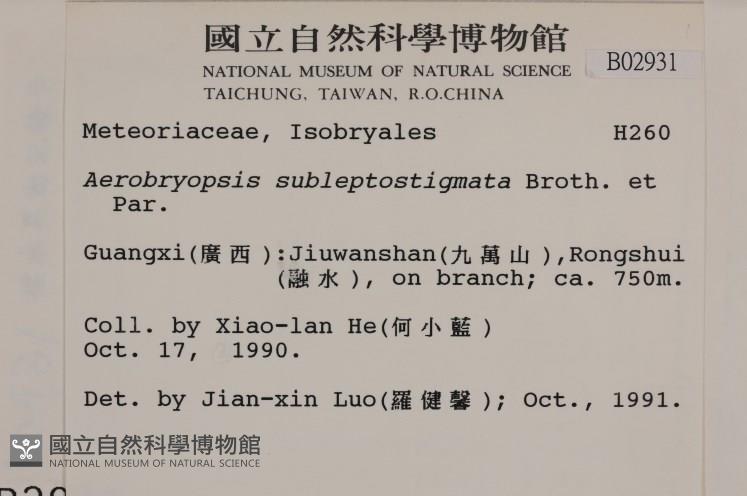 國立自然科學博物館
NATIONAL MUSEUM OF NATURAL SCIENCE
TAICHUNG, TAIWAN, R.O.CHINA
B02931
Meteoriaceae, Isobryales H260
Aerobryopsis subleptostigmata Broth. et
Par.
Guangxi(廣西):Jiuwanshan(九萬山),Rongshui
(融水), on branch; ca. 750m.
Coll. by Xiao-lan He(何小藍)
Oct. 17, 1990.
Det. by Jian-xin Luo(羅健馨); Oct., 1991.
國立自然科學博物館
NATIONAL MUSEUM OF NATURAL SCIENCE